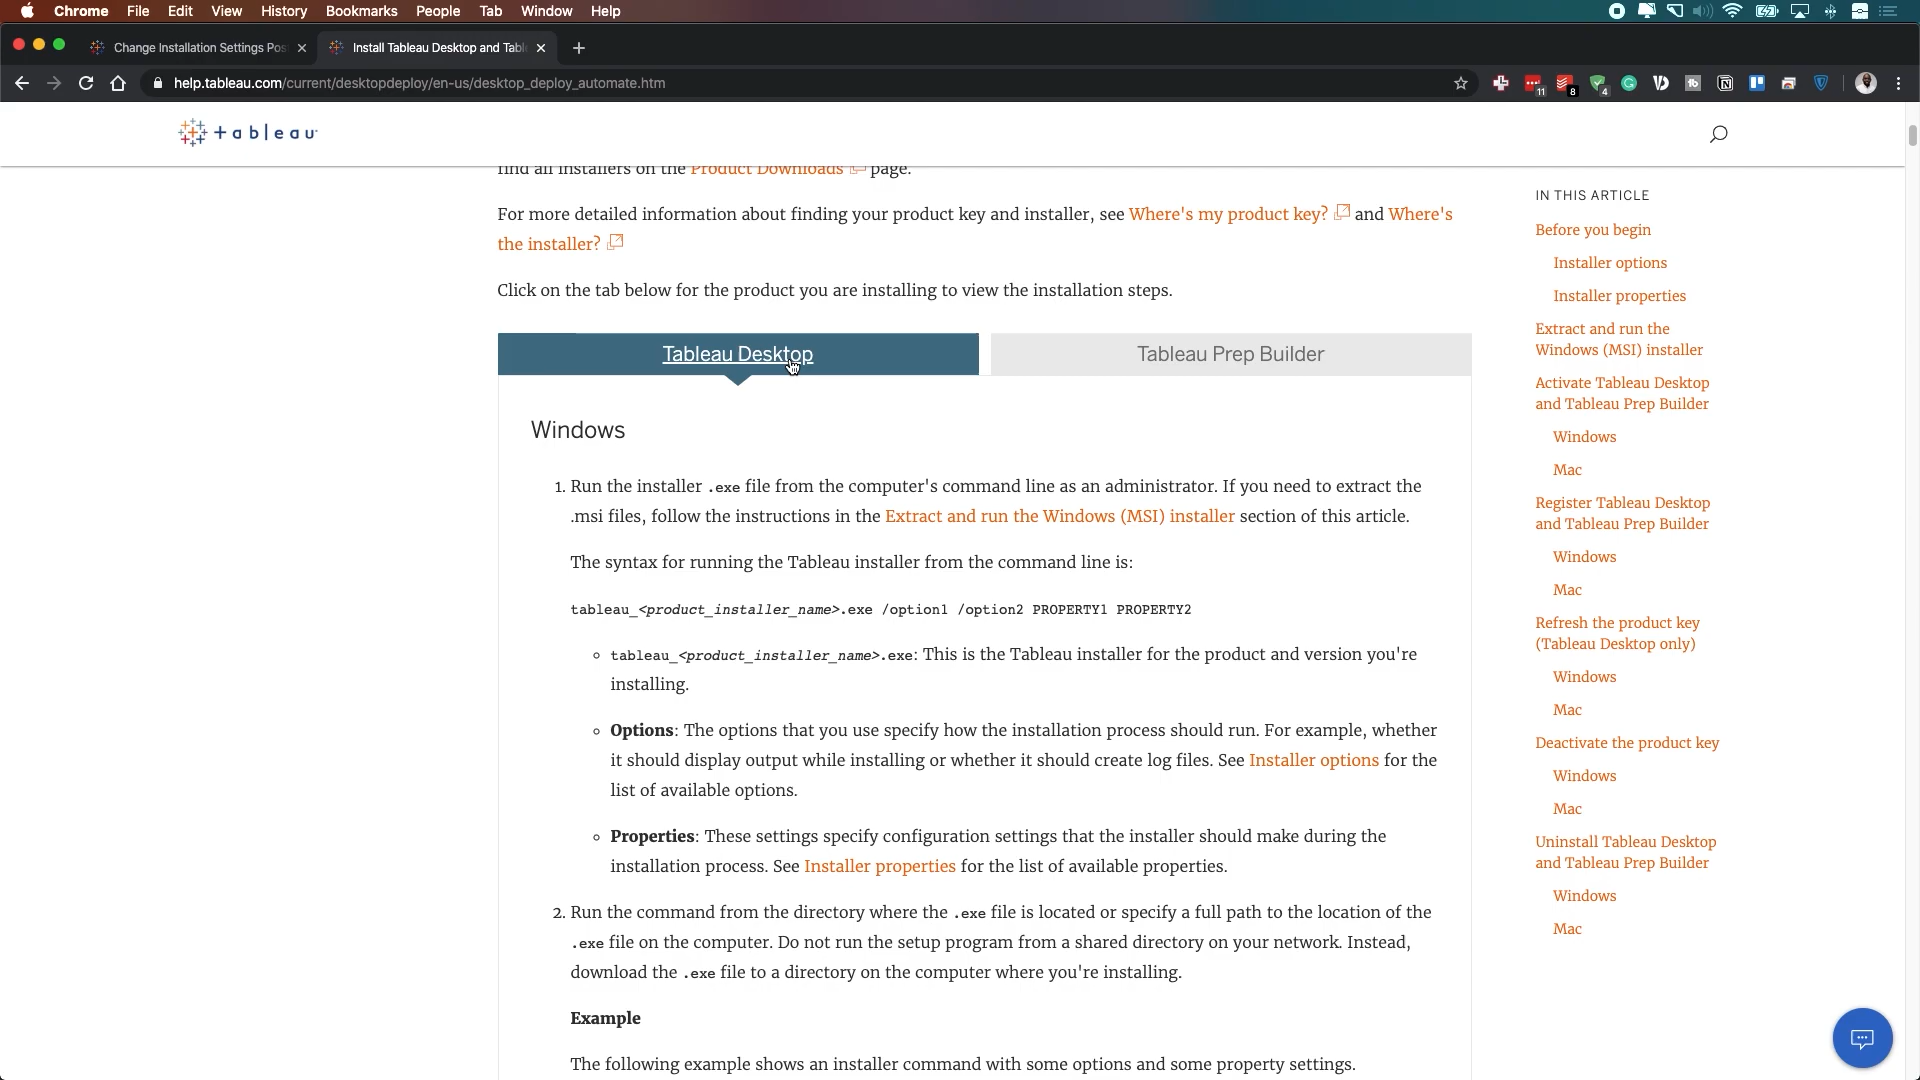 Chrome File Edit View History Bookmarks People Tab Window Help
Change Installation Settings Pos
Install Tableau Desktop and Tabl
help.tableau.com/current/desktopdeploy/en-us/desktop_deploy_automate.htm
11
8
4
+ a b l e a u
find all installers on the Product Downloads page.
For more detailed information about finding your product key and installer, see Where's my product key? and Where's
the installer?
Click on the tab below for the product you are installing to view the installation steps.
Tableau Desktop
Tableau Prep Builder
Windows
1. Run the installer .exe file from the computer's command line as an administrator. If you need to extract the
.msi files, follow the instructions in the Extract and run the Windows (MSI) installer section of this article.
The syntax for running the Tableau installer from the command line is:
tableau_<product_installer_name>.exe /option1 /option2 PROPERTY1 PROPERTY2
tableau_<product_installer_name>.exe: This is the Tableau installer for the product and version you're
installing.
Options: The options that you use specify how the installation process should run. For example, whether
it should display output while installing or whether it should create log files. See Installer options for the
list of available options.
Properties: These settings specify configuration settings that the installer should make during the
installation process. See Installer properties for the list of available properties.
2. Run the command from the directory where the .exe file is located or specify a full path to the location of the
.exe file on the computer. Do not run the setup program from a shared directory on your network. Instead,
download the .exe file to a directory on the computer where you're installing.
Example
The following example shows an installer command with some options and some property settings.
IN THIS ARTICLE
Before you begin
Installer options
Installer properties
Extract and run the
Windows (MSI) installer
Activate Tableau Desktop
and Tableau Prep Builder
Windows
Mac
Register Tableau Desktop
and Tableau Prep Builder
Windows
Mac
Refresh the product key
(Tableau Desktop only)
Windows
Mac
Deactivate the product key
Windows
Mac
Uninstall Tableau Desktop
and Tableau Prep Builder
Windows
Mac